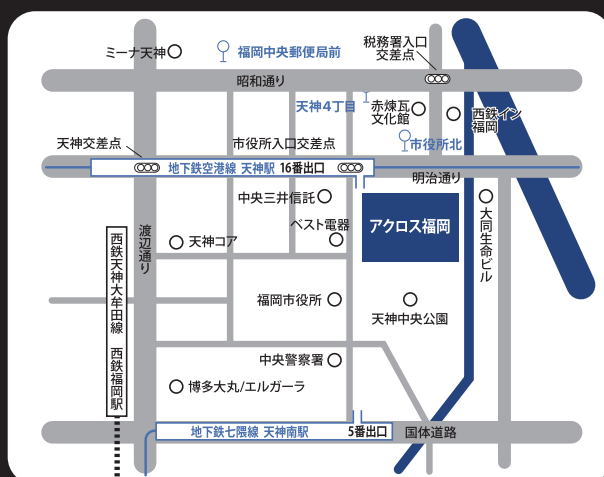 ミーナ天神
福岡中央郵便局前
税務署入口
交差点
昭和通り
天神4丁目
赤煉瓦
文化館
西鉄イン
福岡
市役所北
天神交差点
市役所入口交差点
地下鉄空港線 天神駅 16番出口
明治通り
中央三井信託
アクロス福岡
渡辺通り
天神コア
ベスト電器
大同生命ビル
西鉄天神大牟田線 西鉄福岡駅
福岡市役所
天神中央公園
中央警察署
博多大丸/エルガーラ
地下鉄七隈線 天神南駅 5番出口
国体道路